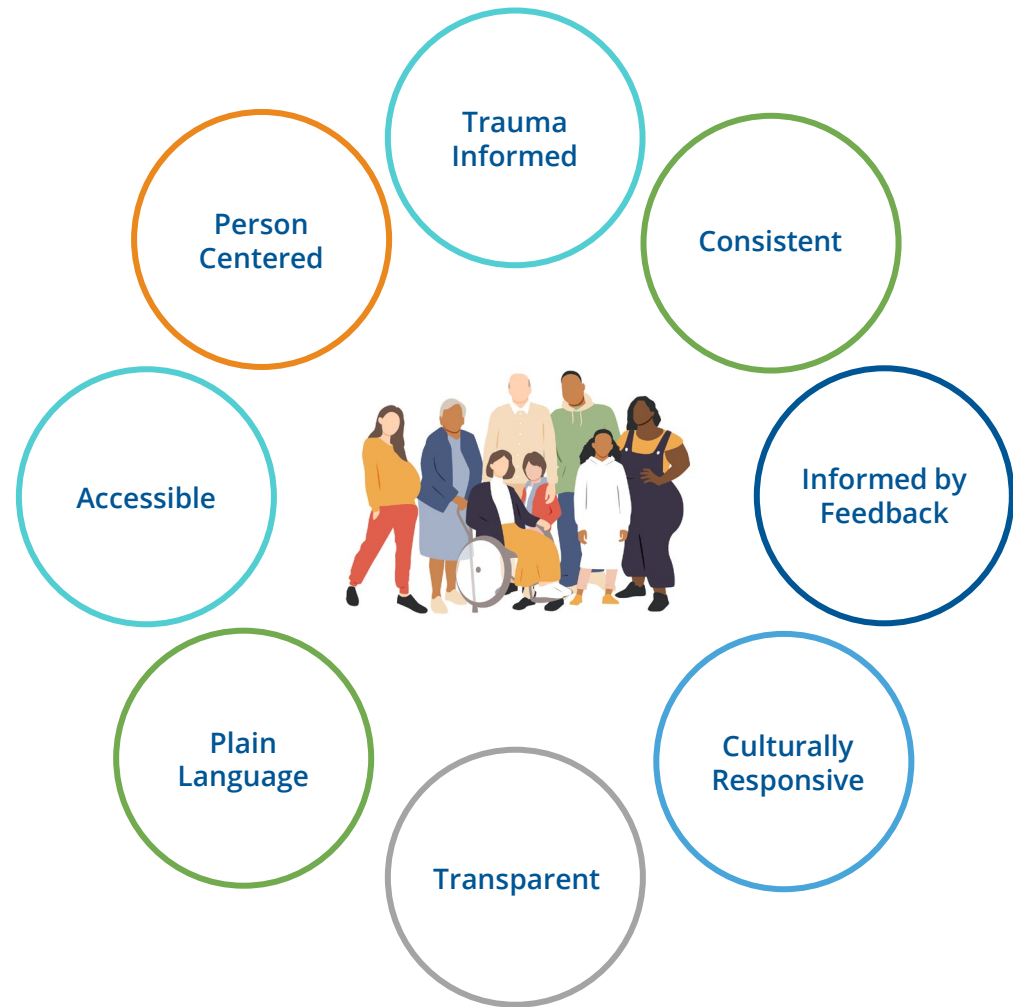 Trauma
Informed
Person
Centered
Consistent
Accessible
Informed by
Feedback
Plain
Language
Culturally
Responsive
Transparent